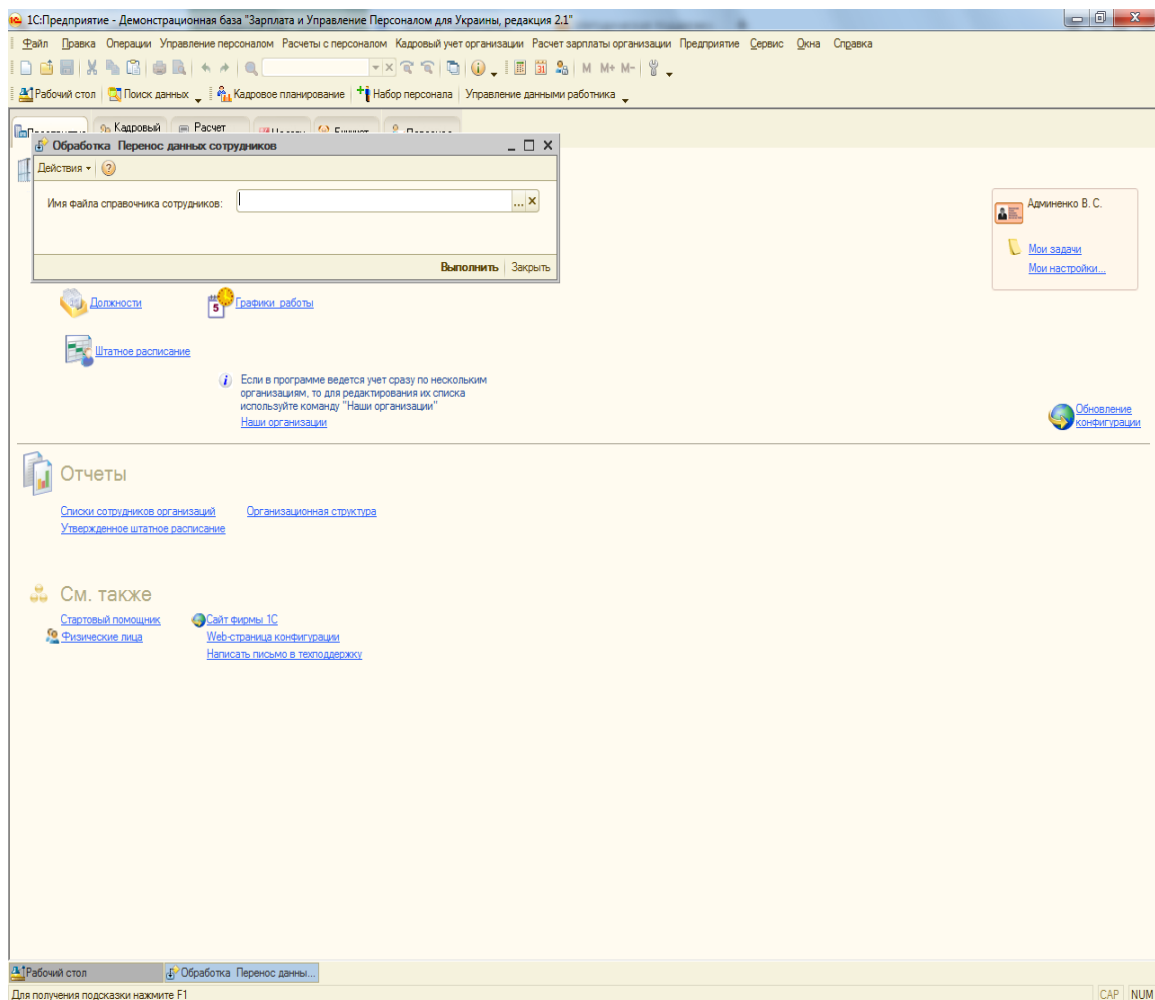 1С:Предприятие - Демонстрационная база "Зарплата и Управление Персоналом для Украины, редакция 2.1"
Файл Правка Операции Управление персоналом Расчеты с персоналом Кадровый учет организации Расчет зарплаты организации Предприятие Сервис Окна Справка
M M+ M-
Рабочий стол Поиск данных Кадровое планирование Набор персонала Управление данными работника
Кадровый Расчет
Обработка Перенос данных сотрудников
Действия
Имя файла справочника сотрудников: ...
Выполнить Закрыть
Админенко В. С.
Мои задачи
Мои настройки...
Должности Графики работы
Штатное расписание
Если в программе ведется учет сразу по нескольким
организациям, то для редактирования их списка
используйте команду "Наши организации"
Наши организации
Обновление
конфигурации
Отчеты
Списки сотрудников организаций Организационная структура
Утвержденное штатное расписание
См. также
Стартовый помощник Сайт фирмы 1С
Физические лица Web-страница конфигурации
Написать письмо в техподдержку
Рабочий стол Обработка Перенос данны...
Для получения подсказки нажмите F1 CAP NUM